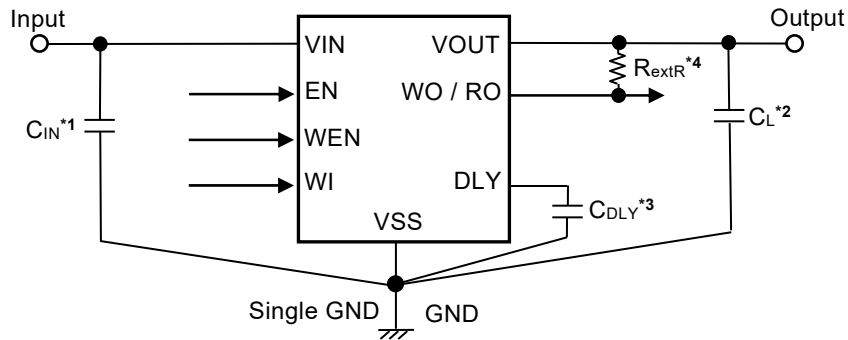 Input
Output
VIN
VOUT
RextR*4
EN
WO / RO
CIN*1
CL*2
WEN
WI
DLY
CDLY*3
VSS
Single GND
GND